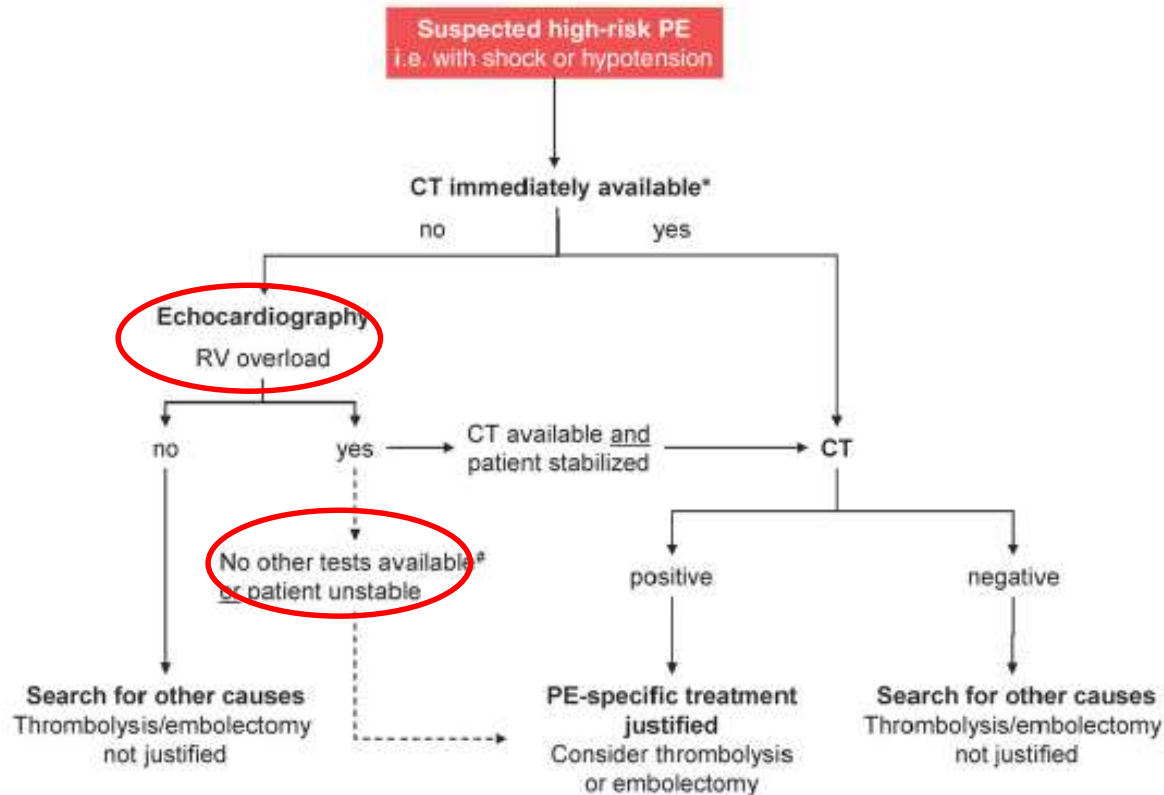 Suspected high-risk PE
i.e. with shock or hypotension
CT immediately available*
no
yes
Echocardiography
RV overload
no
yes
CT available and
patient stabilized
CT
No other tests available#
or patient unstable
positive
negative
Search for other causes
Thrombolysis/embolectomy
not justified
PE-specific treatment
justified
Consider thrombolysis
or embolectomy
Search for other causes
Thrombolysis/embolectomy
not justified